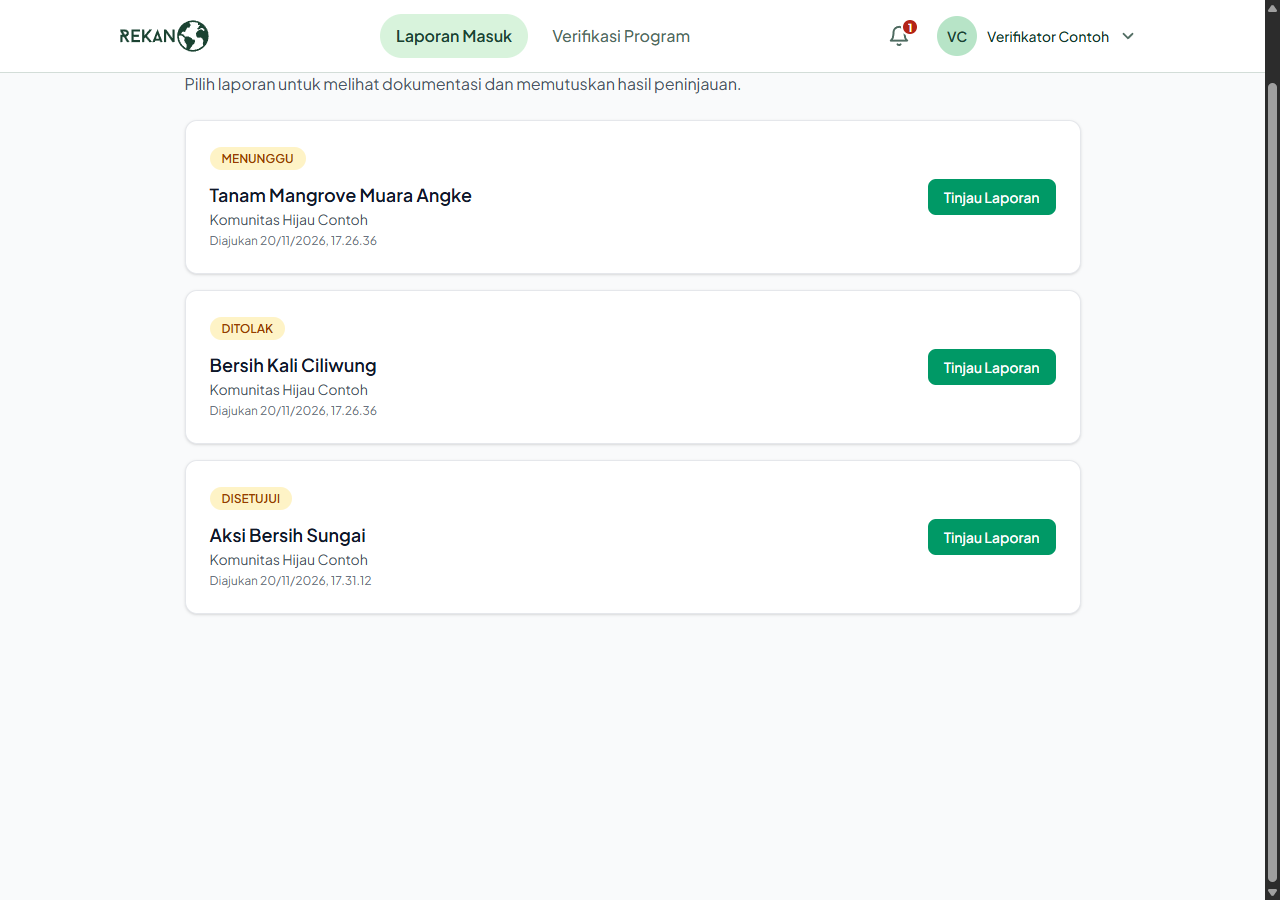 REKAN
Laporan Masuk
Verifikasi Program
1
VC
Verifikator Contoh
Pilih laporan untuk melihat dokumentasi dan memutuskan hasil peninjauan.
MENUNGGU
Tanam Mangrove Muara Angke
Komunitas Hijau Contoh
Diajukan 20/11/2026, 17.26.36
Tinjau Laporan
DITOLAK
Bersih Kali Ciliwung
Komunitas Hijau Contoh
Diajukan 20/11/2026, 17.26.36
Tinjau Laporan
DISETUJUI
Aksi Bersih Sungai
Komunitas Hijau Contoh
Diajukan 20/11/2026, 17.31.12
Tinjau Laporan